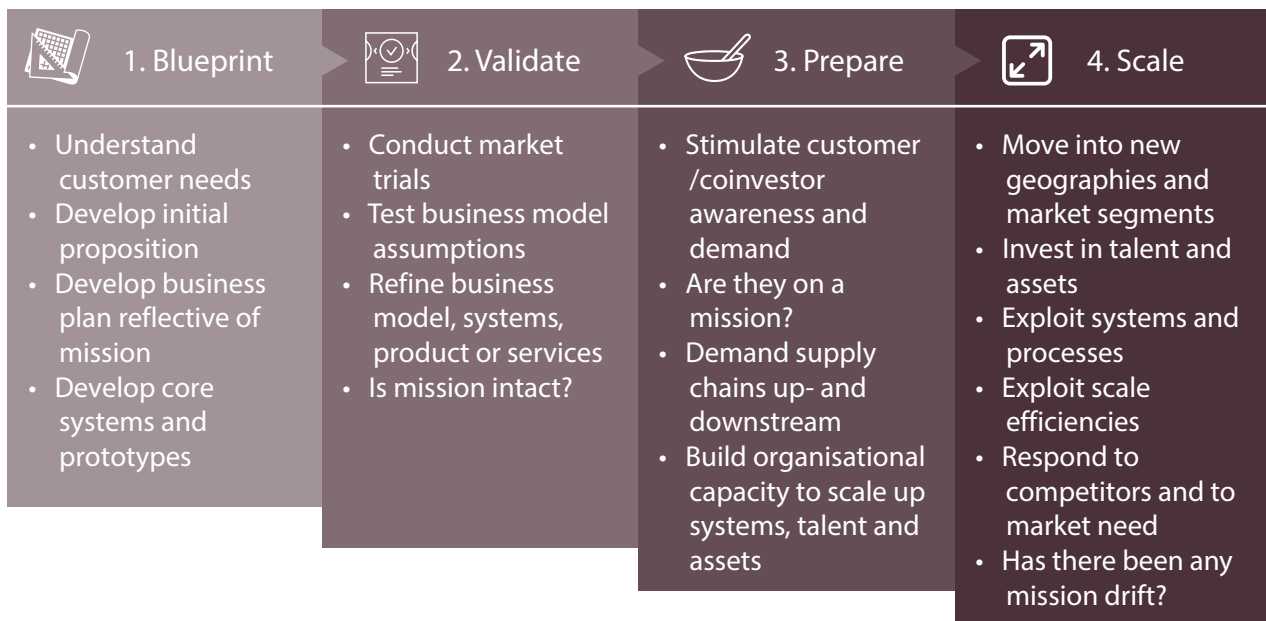 1. Blueprint
• Understand
customer needs
• Develop initial
proposition
• Develop business
plan reflective of
mission
• Develop core
systems and
prototypes
2. Validate
• Conduct market
trials
• Test business model
assumptions
• Refine business
model, systems,
product or services
• Is mission intact?
3. Prepare
• Stimulate customer
/coinvestor
awareness and
demand
• Are they on a
mission?
• Demand supply
chains up- and
downstream
• Build organisational
capacity to scale up
systems, talent and
assets
4. Scale
• Move into new
geographies and
market segments
• Invest in talent and
assets
• Exploit systems and
processes
• Exploit scale
efficiencies
• Respond to
competitors and to
market need
• Has there been any
mission drift?